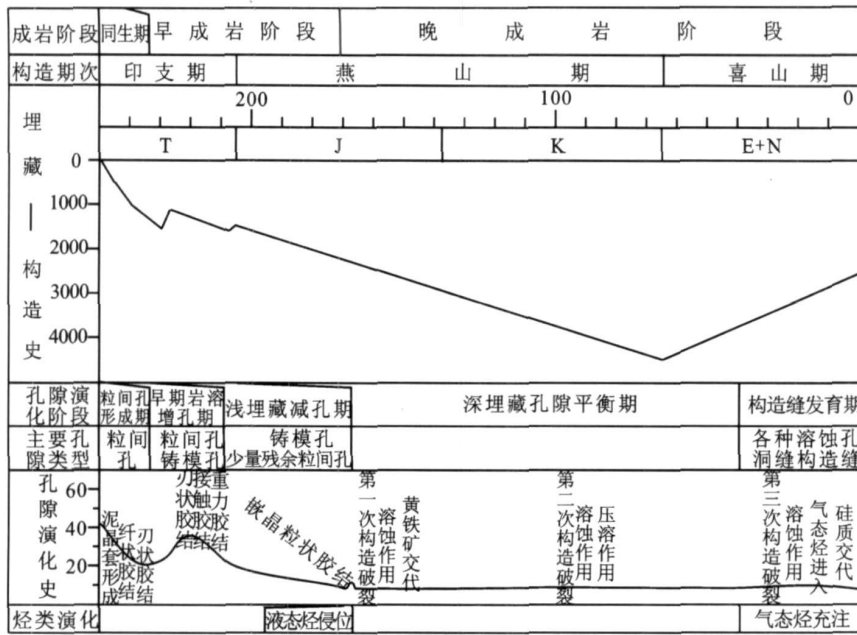 成岩阶段 同生期 早成岩阶段 晚成岩阶段
构造期次 印支期 燕山期 喜山期
200 100 0
T J K E+N
埋藏—构造史
0
1000
2000
3000
4000
孔隙演 粒间孔 早期岩溶 浅埋藏减孔期 深埋藏孔隙平衡期 构造缝发育期
化阶段 形成期 增孔期
主要孔 粒间 粒间孔 铸模孔 各种溶蚀孔
隙类型 孔 铸模孔 少量残余粒间孔 洞缝构造缝
孔隙演化史
60
40
20
泥晶套形成
纤状胶结
刃状胶结
刃状胶结
接触胶结
重力胶结
嵌晶粒状胶结
第一次构造破裂
溶蚀作用
黄铁矿交代
第二次构造破裂
溶蚀作用
压溶作用
第三次构造破裂
溶蚀作用
气态烃进入
硅质交代
烃类演化 液态烃侵位 气态烃充注